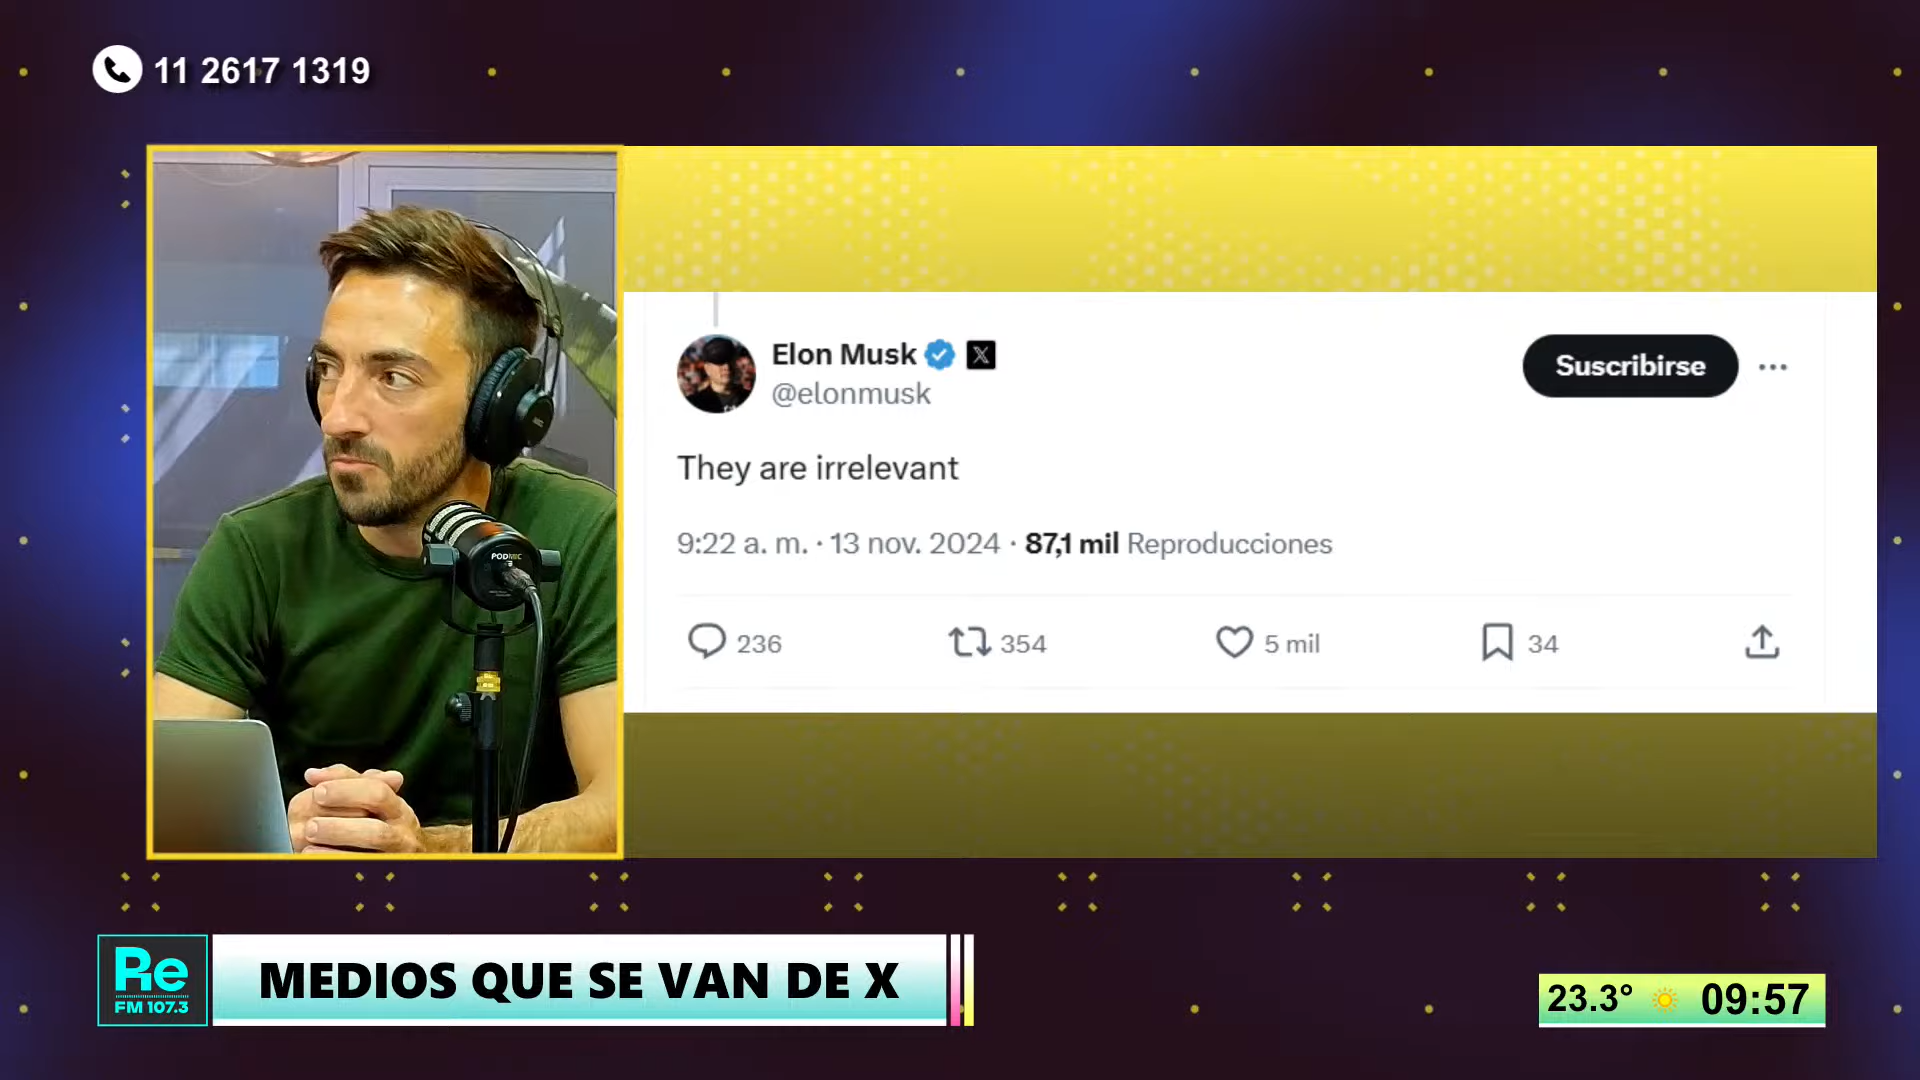 11 2617 1319
Elon Musk
@elonmusk
Suscribirse
They are irrelevant
9:22 a. m. · 13 nov. 2024 · 87,1 mil Reproducciones
236
354
5 mil
34
PODMIC
Re
FM 107.3
MEDIOS QUE SE VAN DE X
23.3°
09:57